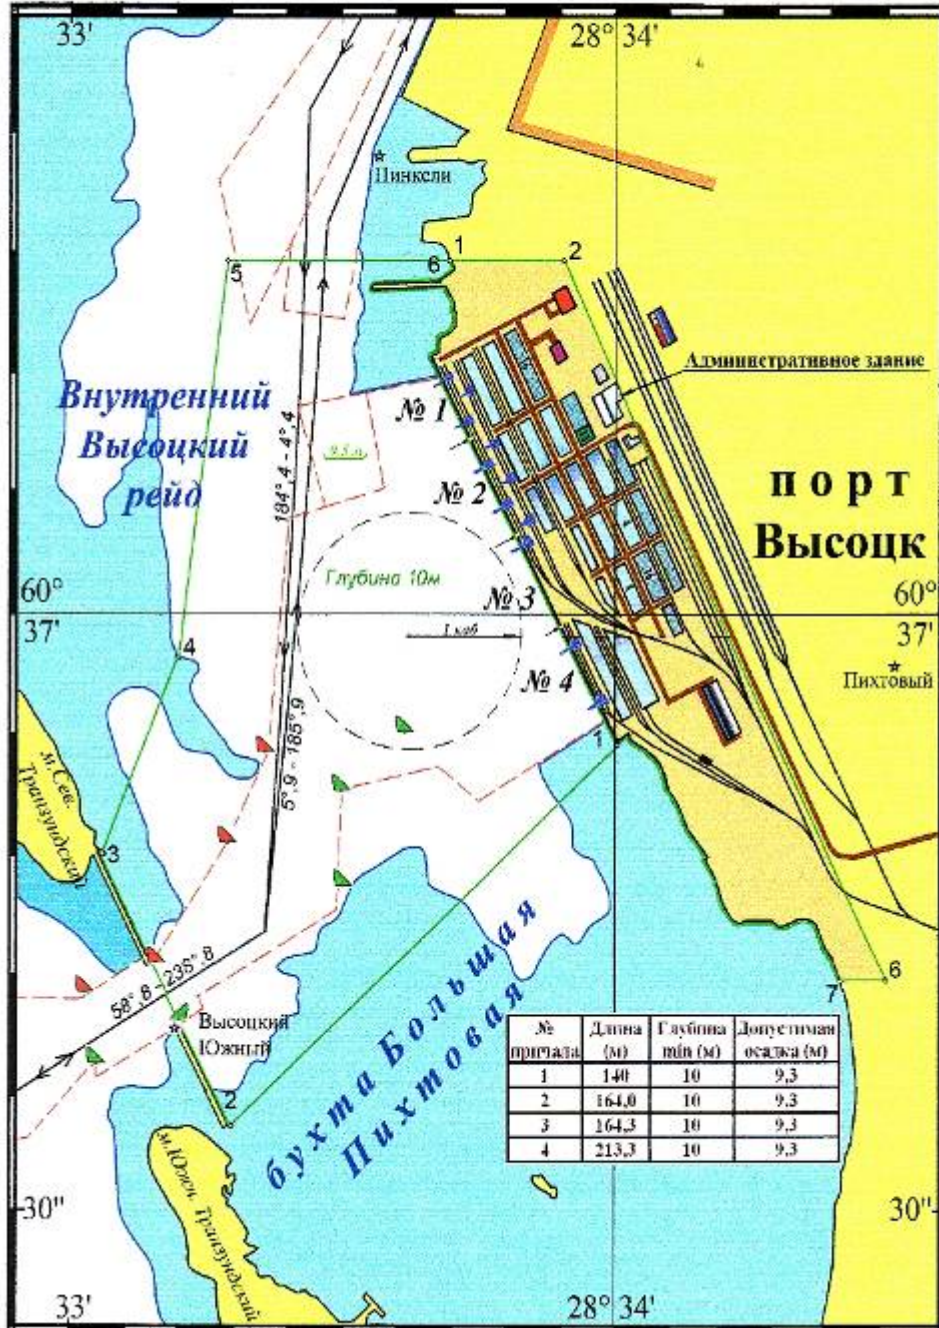 33'
28° 34'
Пинксли
1
2
5
6
Административное здание
Внутренний
Высоцкий
рейд
184°,4 - 4°,4
№ 1
9,5 м
№ 2
порт
Высоцк
Глубина 10м
60°
37'
60°
37'
№ 3
1 каб
4
Пихтовый
№ 4
1
5°,9 - 185°,9
м.Сев.
Транзундский
3
58°,8 - 238°,8
6
7
Высоцкий
Южный
бухта Большая
Пихтовая
2
№ причала
Длина (м)
Глубина min (м)
Допустимая осадка (м)
1 140 10 9,3
2 164,0 10 9,3
3 164,3 10 9,3
4 213,3 10 9,3
м.Южн. Транзундский
30"
30"
33'
28° 34'